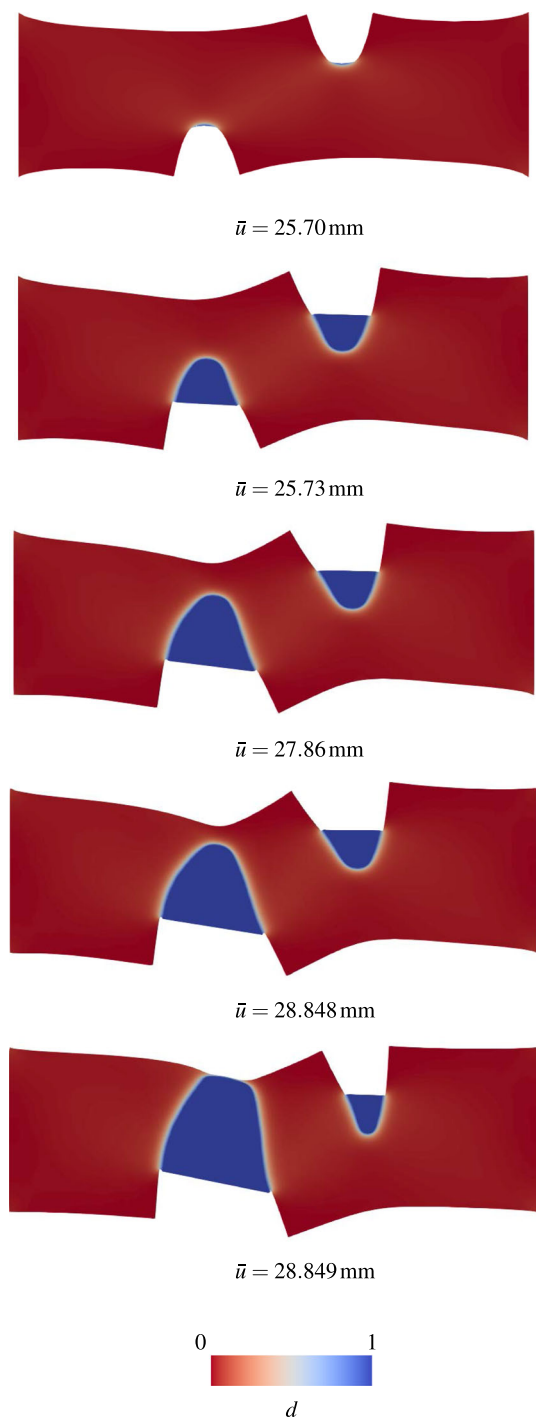 ū = 25.70 mm
ū = 25.73 mm
ū = 27.86 mm
ū = 28.848 mm
ū = 28.849 mm
0 1
d